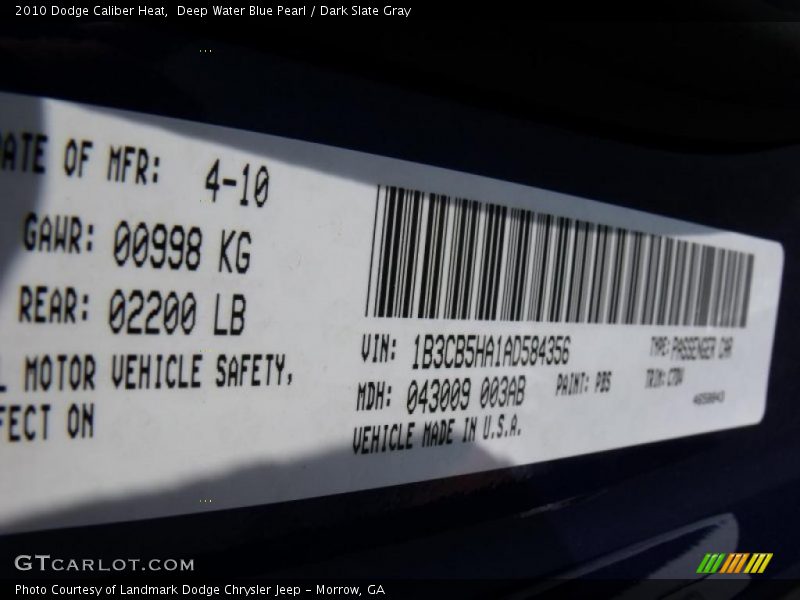 2010 Dodge Caliber Heat,  Deep Water Blue Pearl / Dark Slate Gray
ATE OF MFR: 4-10
GAWR: 00998 KG
REAR: 02200 LB
L MOTOR VEHICLE SAFETY,
FECT ON
VIN: 1B3CB5HA1AD584356
TYPE: PASSENGER CAR
MDH: 043009 003AB
PAINT: PBS
TRIM: CTDV
VEHICLE MADE IN U.S.A.
GTCARLOT.COM
Photo Courtesy of Landmark Dodge Chrysler Jeep - Morrow, GA